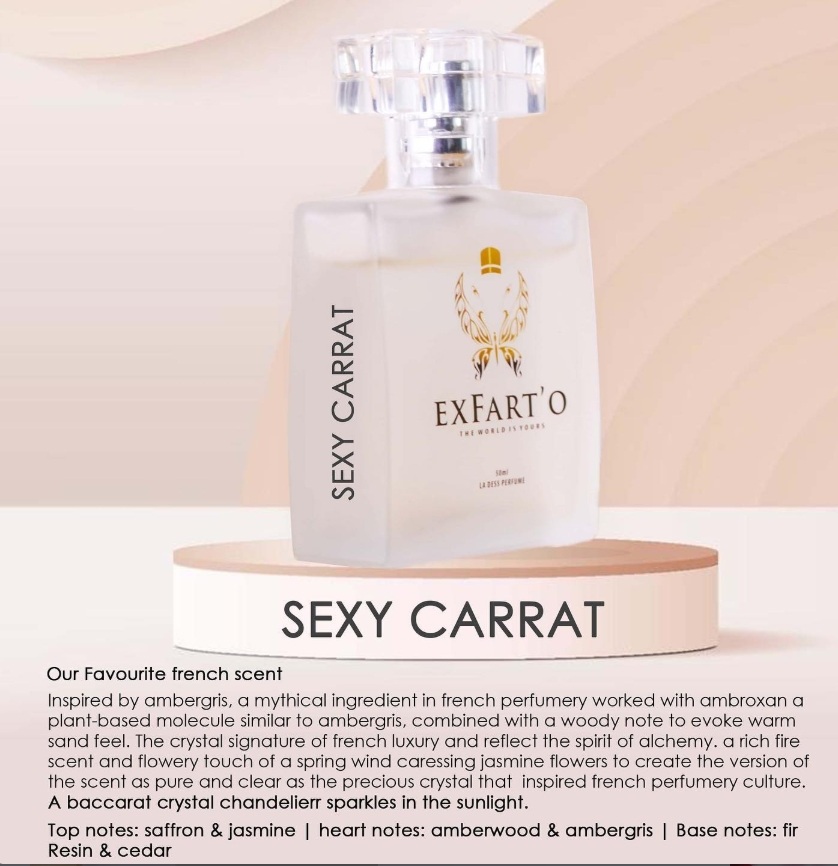 SEXY CARRAT
EXFART'O
THE WORLD IS YOURS
50ml
LA DESS PERFUME
SEXY CARRAT
Our Favourite french scent
Inspired by ambergris, a mythical ingredient in french perfumery worked with ambroxan a
plant-based molecule similar to ambergris, combined with a woody note to evoke warm
sand feel. The crystal signature of french luxury and reflect the spirit of alchemy. a rich fire
scent and flowery touch of a spring wind caressing jasmine flowers to create the version of
the scent as pure and clear as the precious crystal that inspired french perfumery culture.
A baccarat crystal chandelierr sparkles in the sunlight.
Top notes: saffron & jasmine | heart notes: amberwood & ambergris | Base notes: fir
Resin & cedar